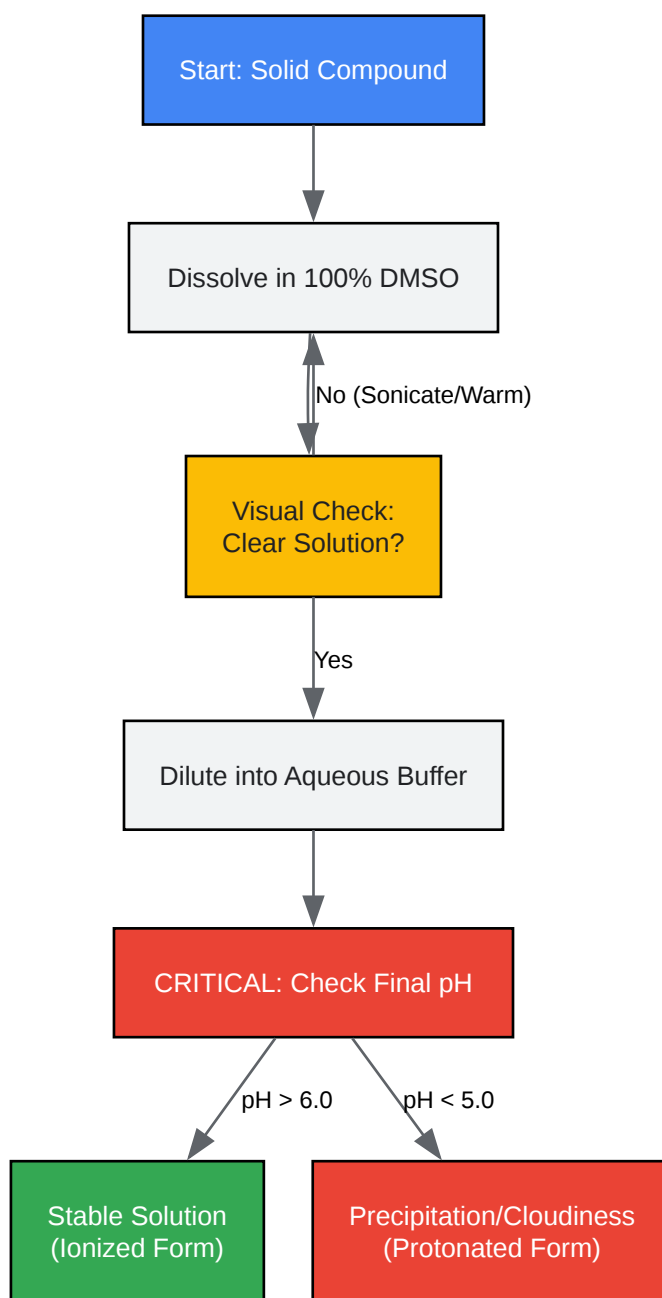 Start: Solid Compound
Dissolve in 100% DMSO
No (Sonicate/Warm)
Visual Check:
Clear Solution?
Yes
Dilute into Aqueous Buffer
CRITICAL: Check Final pH
pH > 6.0
pH < 5.0
Stable Solution
(Ionized Form)
Precipitation/Cloudiness
(Protonated Form)